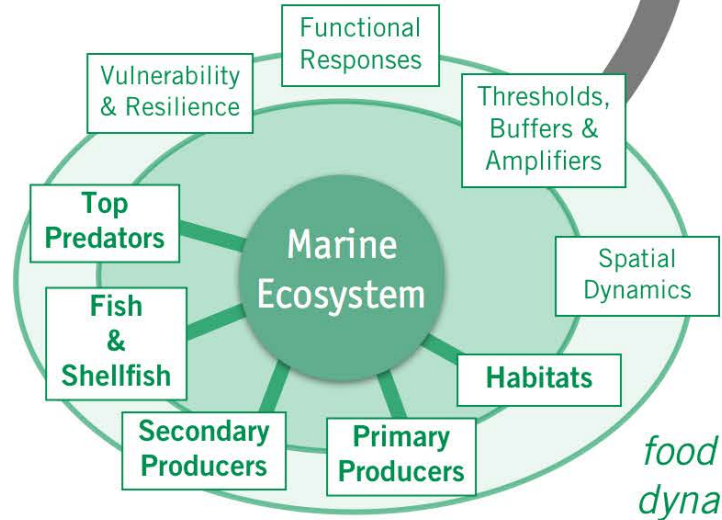 Functional
Responses
Vulnerability
& Resilience
Thresholds,
Buffers &
Amplifiers
Top
Predators
Marine
Ecosystem
Spatial
Dynamics
Fish
&
Shellfish
Habitats
Secondary
Producers
Primary
Producers
food
dyna